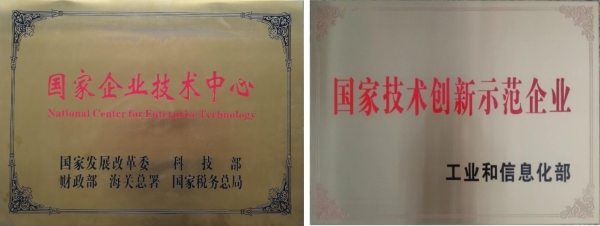 国家企业技术中心
National Center for Enterprise Technology
国家发展改革委 科技部
财政部 海关总署 国家税务总局
国家技术创新示范企业
工业和信息化部